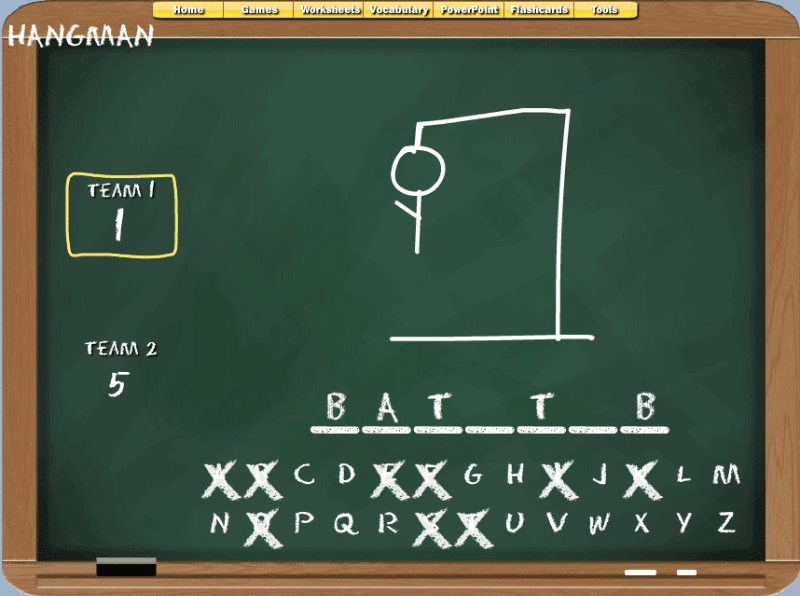 Home Games Worksheets Vocabulary PowerPoint Flashcards Tools
HANGMAN
TEAM 1
1
TEAM 2
5
B A T _ T _ B
C D G H J L M
N P Q R U V W X Y Z